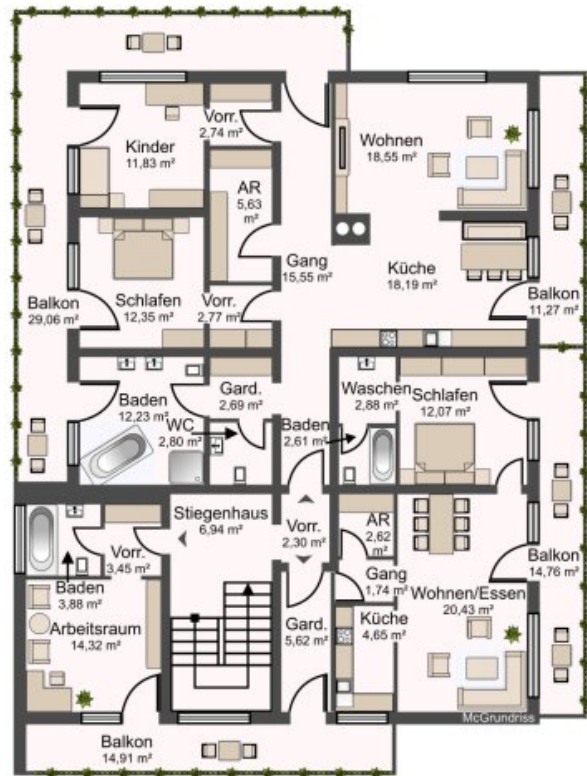 Kinder
11,83 m²
Vorr.
2.74 m²
AR
5,63
m²
Wohnen
18,55 m²
Gang
15,55 m²
Küche
18,19 m²
Balkon
29,06 m²
Schlafen
12,35 m²
Vorr.
2,77 m²
Balkon
11,27 m²
Baden
12,23 m²
WC
2,80 m²
Gard.
2,69 m²
Baden
2,61 m²
Waschen
2,88 m²
Schlafen
12,07 m²
Stiegenhaus
6,94 m²
Vorr.
2,30 m²
AR
2,62
m²
Balkon
14,76 m²
Vorr.
3,45 m²
Baden
3,88 m²
Gang
1,74 m²
Wohnen/Essen
20,43 m²
Arbeitsraum
14,32 m²
Gard.
5,62 m²
Küche
4,65 m²
McGrundriss
Balkon
14,91 m²